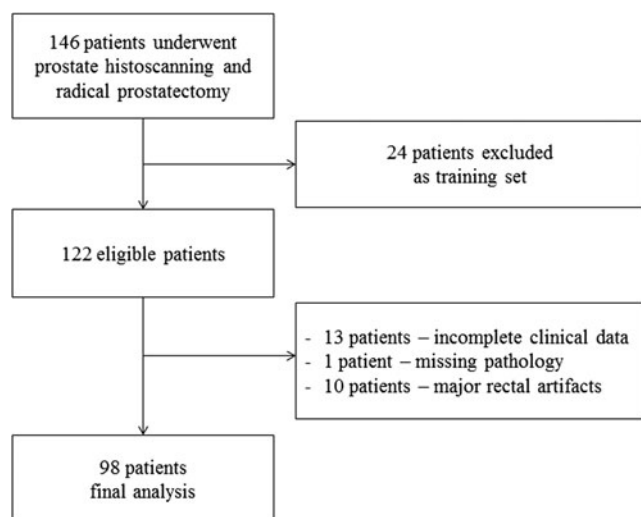 146 patients underwent
prostate histoscanning and
radical prostatectomy
24 patients excluded
as training set
122 eligible patients
- 13 patients – incomplete clinical data
- 1 patient – missing pathology
- 10 patients – major rectal artifacts
98 patients
final analysis